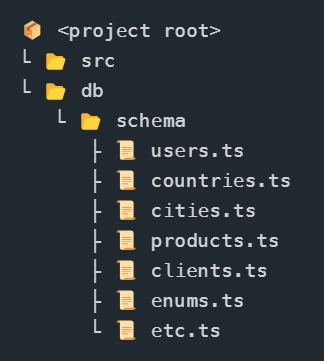 <project root>
src
db
schema
users.ts
countries.ts
cities.ts
products.ts
clients.ts
enums.ts
etc.ts